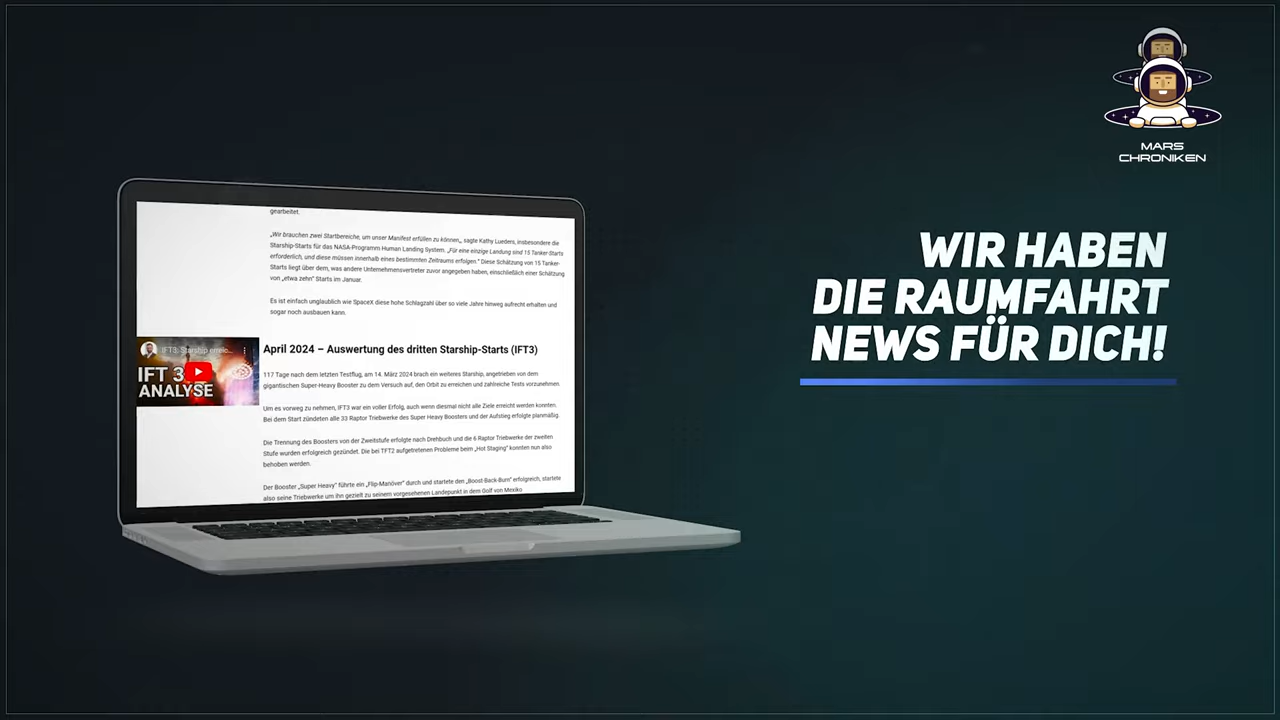 MARS
CHRONIKEN
WIR HABEN
DIE RAUMFAHRT
NEWS FÜR DICH!
gearbeitet.
„Wir brauchen zwei Startbereiche, um unser Manifest erfüllen zu können„, sagte Kathy Lueders, insbesondere die
Starship-Starts für das NASA-Programm Human Landing System. „Für eine einzige Landung sind 15 Tanker-Starts
erforderlich, und diese müssen innerhalb eines bestimmten Zeitraums erfolgen.“ Diese Schätzung von 15 Tanker-
Starts liegt über dem, was andere Unternehmensvertreter zuvor angegeben haben, einschließlich einer Schätzung
von „etwa zehn“ Starts im Januar.
Es ist einfach unglaublich wie SpaceX diese hohe Schlagzahl über so viele Jahre hinweg aufrecht erhalten und
sogar noch ausbauen kann.
IFT3: Starship erreic...
IFT 3
ANALYSE
April 2024 – Auswertung des dritten Starship-Starts (IFT3)
117 Tage nach dem letzten Testflug, am 14. März 2024 brach ein weiteres Starship, angetrieben von dem
gigantischen Super-Heavy Booster zu dem Versuch auf, den Orbit zu erreichen und zahlreiche Tests vorzunehmen.
Um es vorweg zu nehmen, IFT3 war ein voller Erfolg, auch wenn diesmal nicht alle Ziele erreicht werden konnten.
Bei dem Start zündeten alle 33 Raptor Triebwerke des Super Heavy Boosters und der Aufstieg erfolgte planmäßig.
Die Trennung des Boosters von der Zweitstufe erfolgte nach Drehbuch und die 6 Raptor Triebwerke der zweiten
Stufe wurden erfolgreich gezündet. Die bei TFT2 aufgetretenen Probleme beim „Hot Staging“ konnten nun also
behoben werden.
Der Booster „Super Heavy“ führte ein „Flip-Manöver“ durch und startete den „Boost-Back-Burn“ erfolgreich, startete
also seine Triebwerke um ihn gezielt zu seinem vorgesehenen Landepunkt in dem Golf von Mexiko